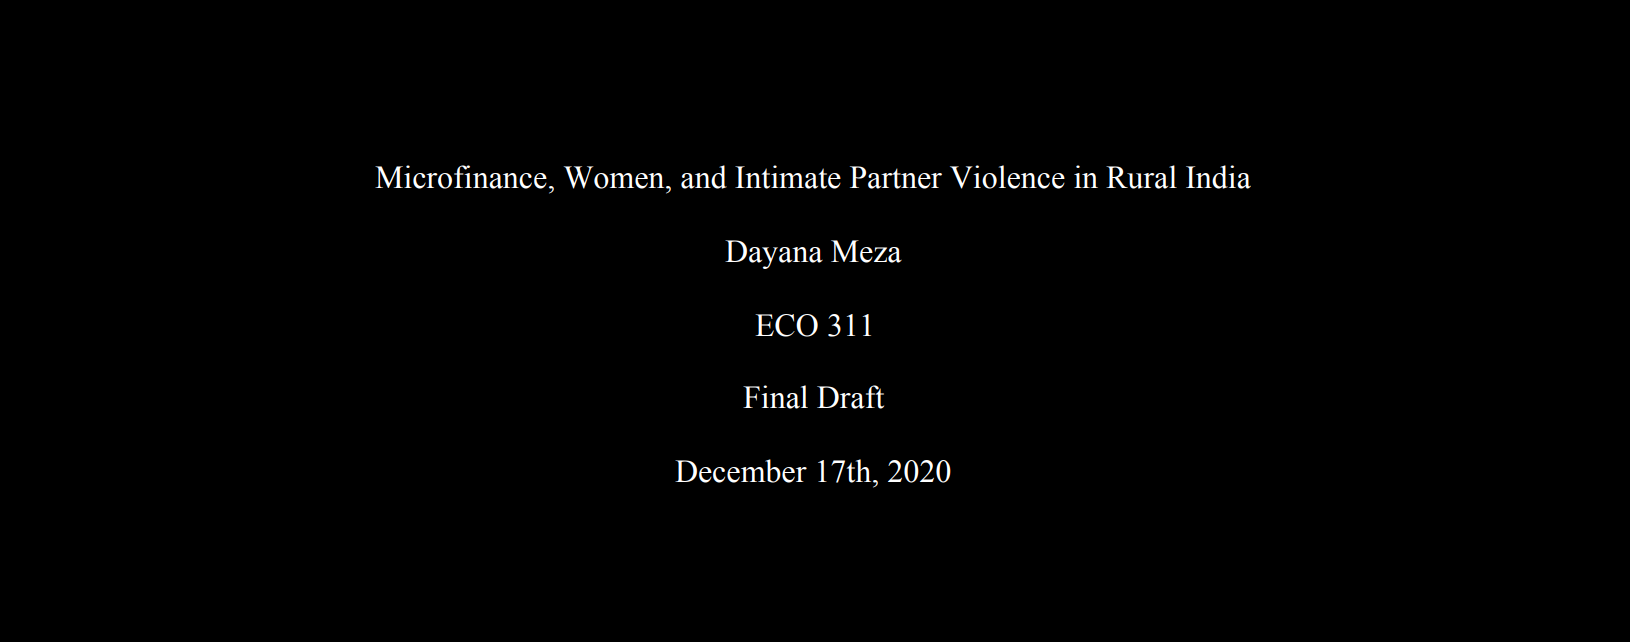 Microfinance, Women, and Intimate Partner Violence in Rural India
Dayana Meza
ECO 311
Final Draft
December 17th, 2020